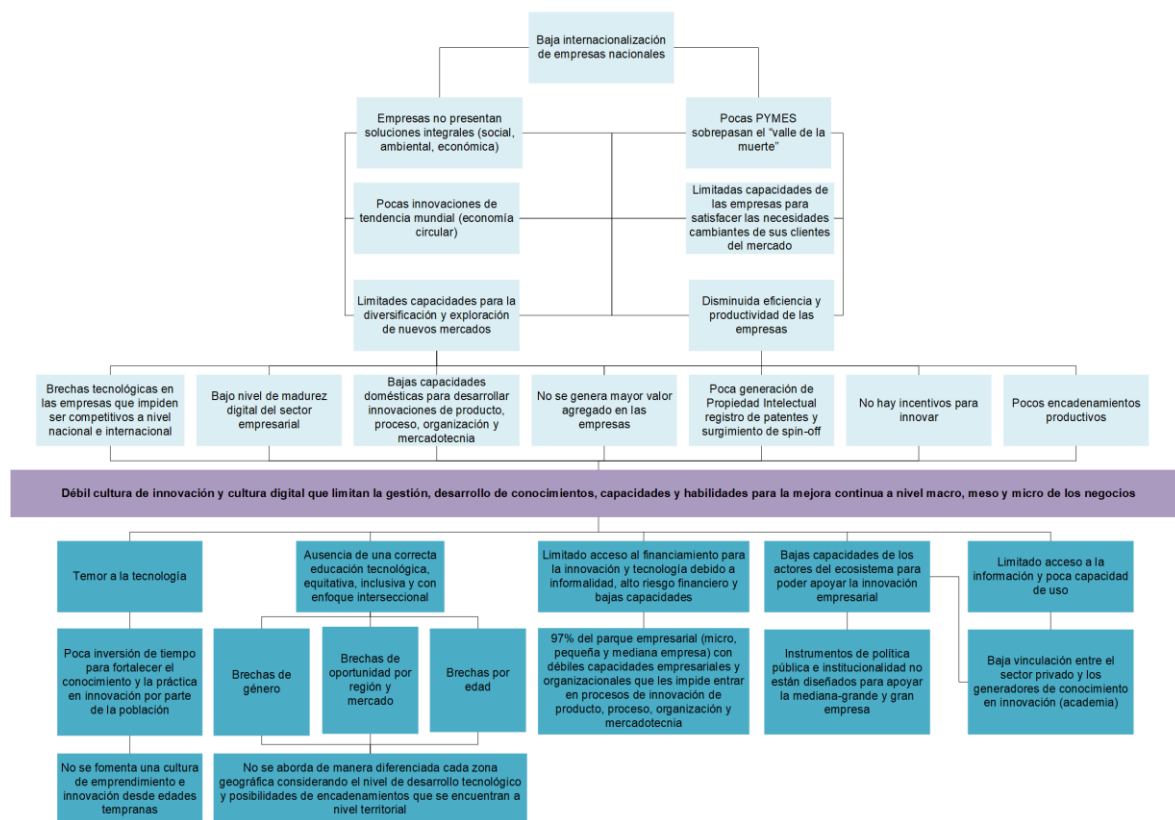 Baja internacionalización
de empresas nacionales
Empresas no presentan
soluciones integrales (social,
ambiental, económica)
Pocas PYMES
sobrepasan el “valle de la
muerte”
Pocas innovaciones de
tendencia mundial (economía
circular)
Limitadas capacidades de
las empresas para
satisfacer las necesidades
cambiantes de sus clientes
del mercado
Limitades capacidades para la
diversificación y exploración
de nuevos mercados
Disminuida eficiencia y
productividad de las
empresas
Brechas tecnológicas en
las empresas que impiden
ser competitivos a nivel
nacional e internacional
Bajo nivel de madurez
digital del sector
empresarial
Bajas capacidades
domésticas para desarrollar
innovaciones de producto,
proceso, organización y
mercadotecnia
No se genera mayor valor
agregado en las
empresas
Poca generación de
Propiedad Intelectual
registro de patentes y
surgimiento de spin-off
No hay incentivos para
innovar
Pocos encadenamientos
productivos
Débil cultura de innovación y cultura digital que limitan la gestión, desarrollo de conocimientos, capacidades y habilidades para la mejora continua a nivel macro, meso y micro de los negocios
Temor a la tecnología
Ausencia de una correcta
educación tecnológica,
equitativa, inclusiva y con
enfoque interseccional
Limitado acceso al financiamiento para
la innovación y tecnología debido a
informalidad, alto riesgo financiero y
bajas capacidades
Bajas capacidades de los
actores del ecosistema para
poder apoyar la innovación
empresarial
Limitado acceso a la
información y poca capacidad
de uso
Poca inversión de tiempo
para fortalecer el
conocimiento y la práctica
en innovación por parte
de la población
Brechas de
género
Brechas de
oportunidad por
región y
mercado
Brechas por
edad
97% del parque empresarial (micro,
pequeña y mediana empresa) con
débiles capacidades empresariales y
organizacionales que les impide entrar
en procesos de innovación de
producto, proceso, organización y
mercadotecnia
Instrumentos de política
pública e institucionalidad no
están diseñados para apoyar
la mediana-grande y gran
empresa
Baja vinculación entre el
sector privado y los
generadores de conocimiento
en innovación (academia)
No se fomenta una cultura
de emprendimiento e
innovación desde edades
tempranas
No se aborda de manera diferenciada cada zona
geográfica considerando el nivel de desarrollo tecnológico
y posibilidades de encadenamientos que se encuentran a
nivel territorial